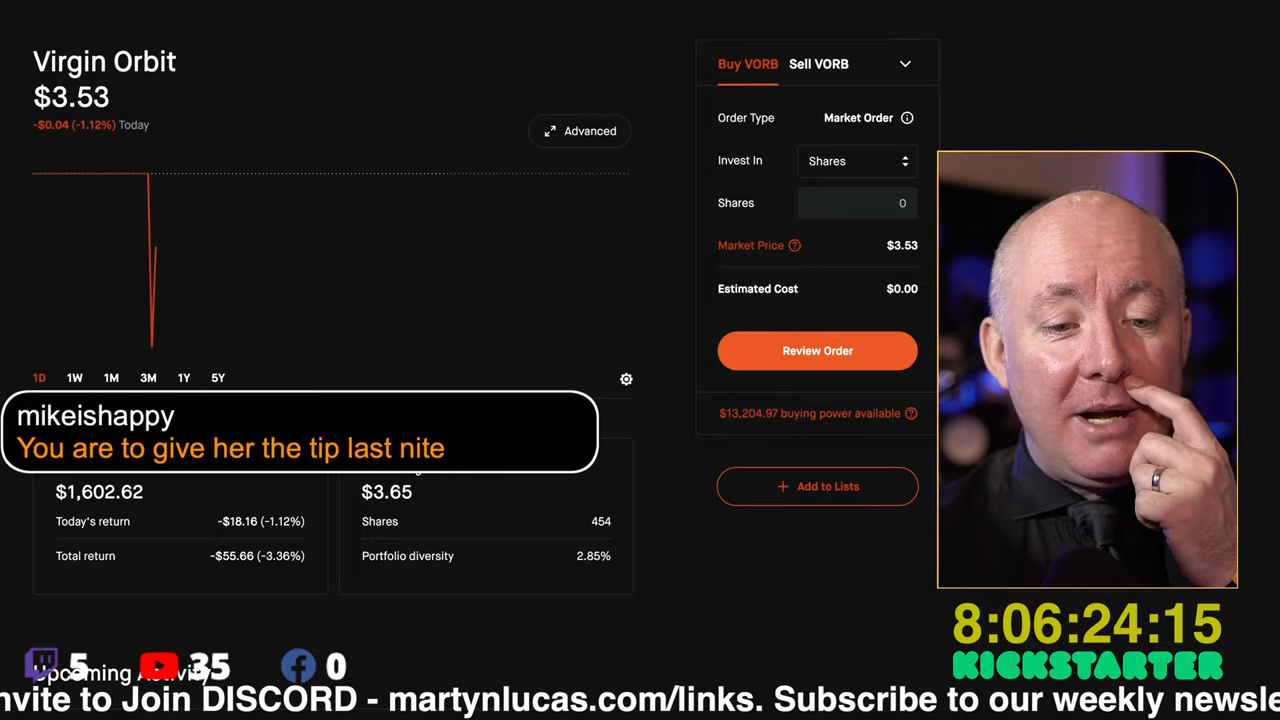 Virgin Orbit
$3.53
-$0.04 (-1.12%) Today
Advanced
1D 1W 1M 3M 1Y 5Y
Buy VORB Sell VORB
Order Type Market Order
Invest In Shares
Shares 0
Market Price $3.53
Estimated Cost $0.00
Review Order
$13,204.97 buying power available
+ Add to Lists
mikeishappy
You are to give her the tip last nite
$1,602.62
Today's return -$18.16 (-1.12%)
Total return -$55.66 (-3.36%)
$3.65
Shares 454
Portfolio diversity 2.85%
8:06:24:15
KICKSTARTER
5 35 0
Upcoming Activity
nvite to Join DISCORD - martynlucas.com/links. Subscribe to our weekly newsle